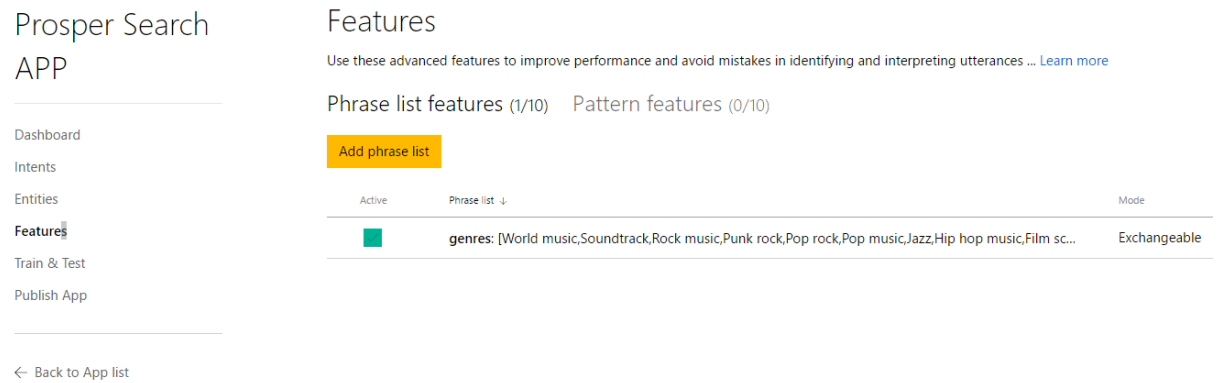 Prosper Search
APP
Dashboard
Intents
Entities
Features
Train & Test
Publish App
← Back to App list
Features
Use these advanced features to improve performance and avoid mistakes in identifying and interpreting utterances ... Learn more
Phrase list features (1/10) Pattern features (0/10)
Add phrase list
Active Phrase list ↓ Mode
genres: [World music,Soundtrack,Rock music,Punk rock,Pop rock,Pop music,Jazz,Hip hop music,Film sc... Exchangeable